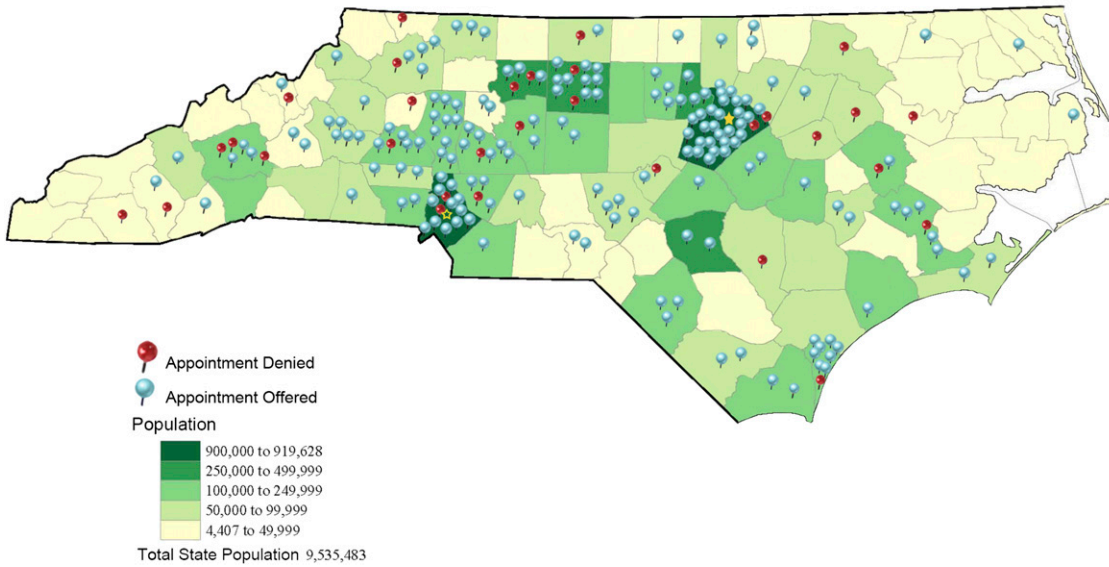 Appointment Denied
Appointment Offered
Population
900,000 to 919,628
250,000 to 499,999
100,000 to 249,999
50,000 to 99,999
4,407 to 49,999
Total State Population 9,535,483